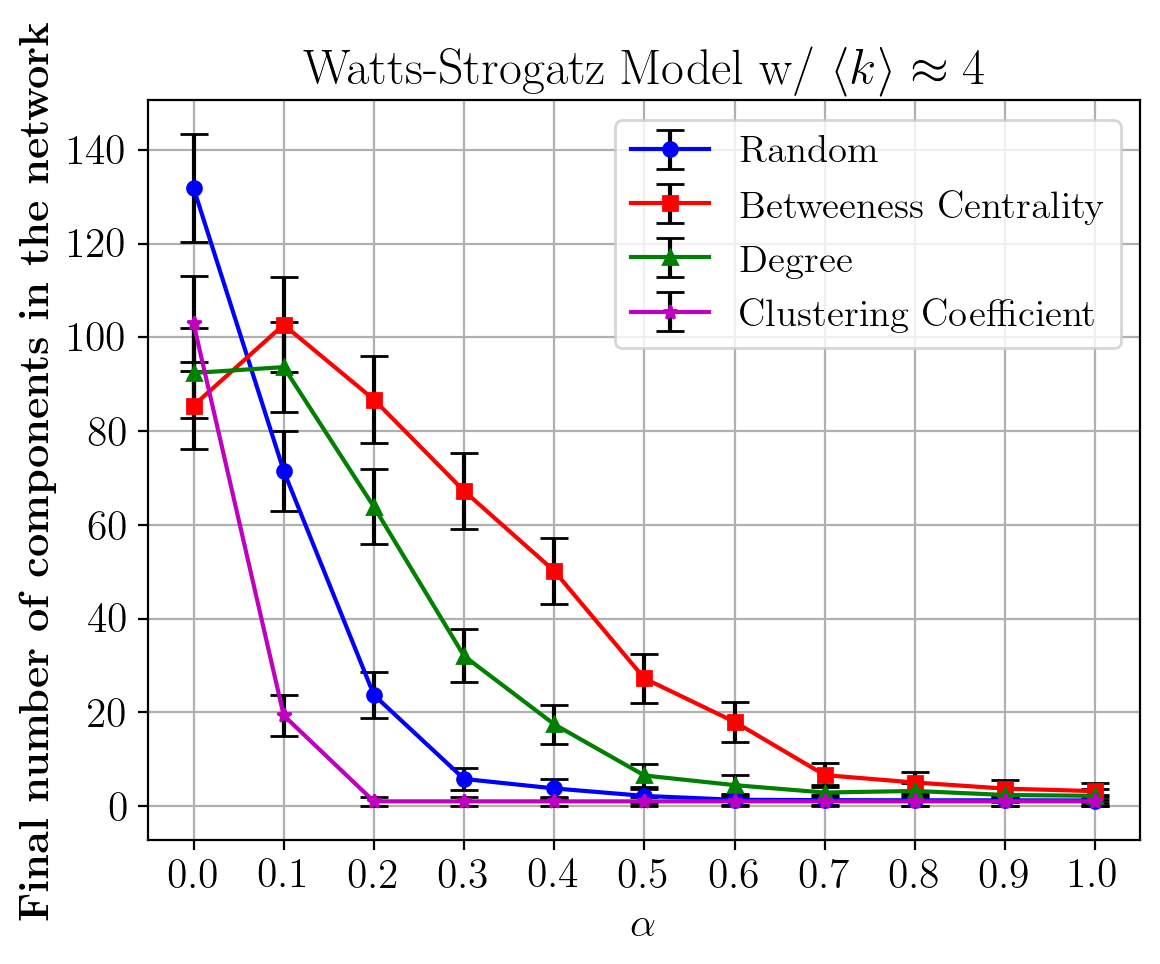 Watts-Strogatz Model w/ ⟨k⟩ ≈ 4
Final number of components in the network
140
120
100
80
60
40
20
0
Random
Betweeness Centrality
Degree
Clustering Coefficient
0.0 0.1 0.2 0.3 0.4 0.5 0.6 0.7 0.8 0.9 1.0
α